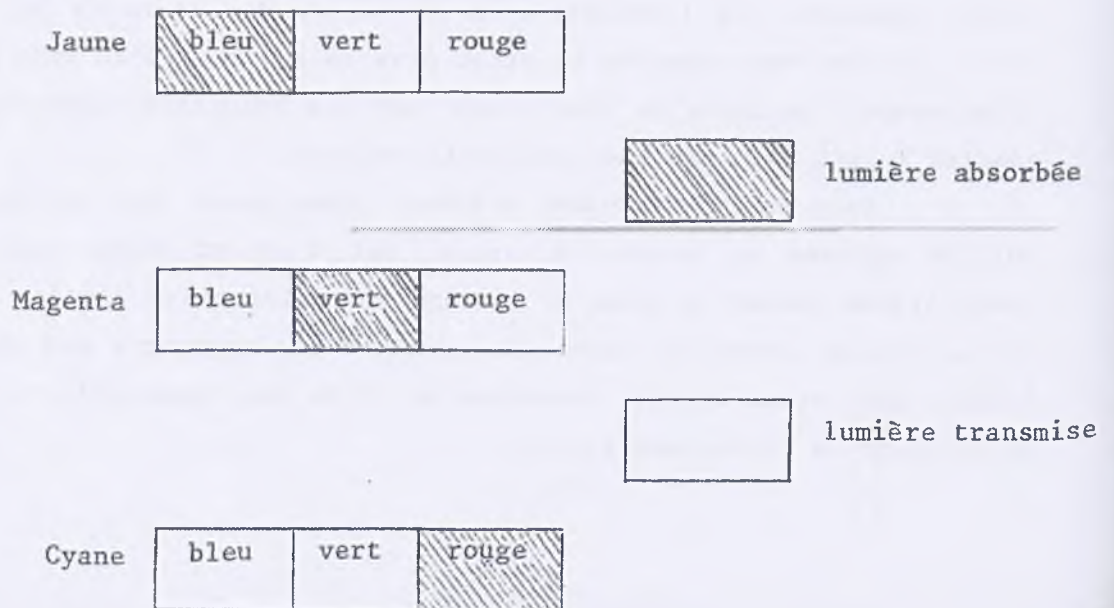 Jaune bleu vert rouge
lumière absorbée
Magenta bleu vert rouge
lumière transmise
Cyane bleu vert rouge